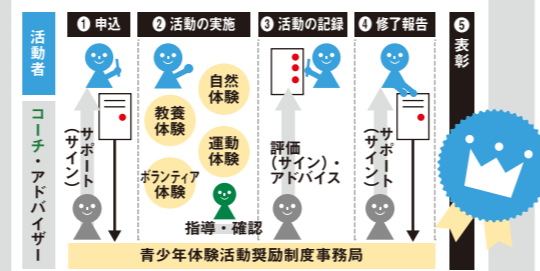 ❶ 申込
❷ 活動の実施
❸ 活動の記録
❹ 修了報告
❺ 表彰
活動者
コーチ・アドバイザー
サポート
(サイン)
自然
体験
教養
体験
運動
体験
ボランティア
体験
指導・確認
評価
(サイン)・
アドバイス
サポート
(サイン)
青少年体験活動奨励制度事務局